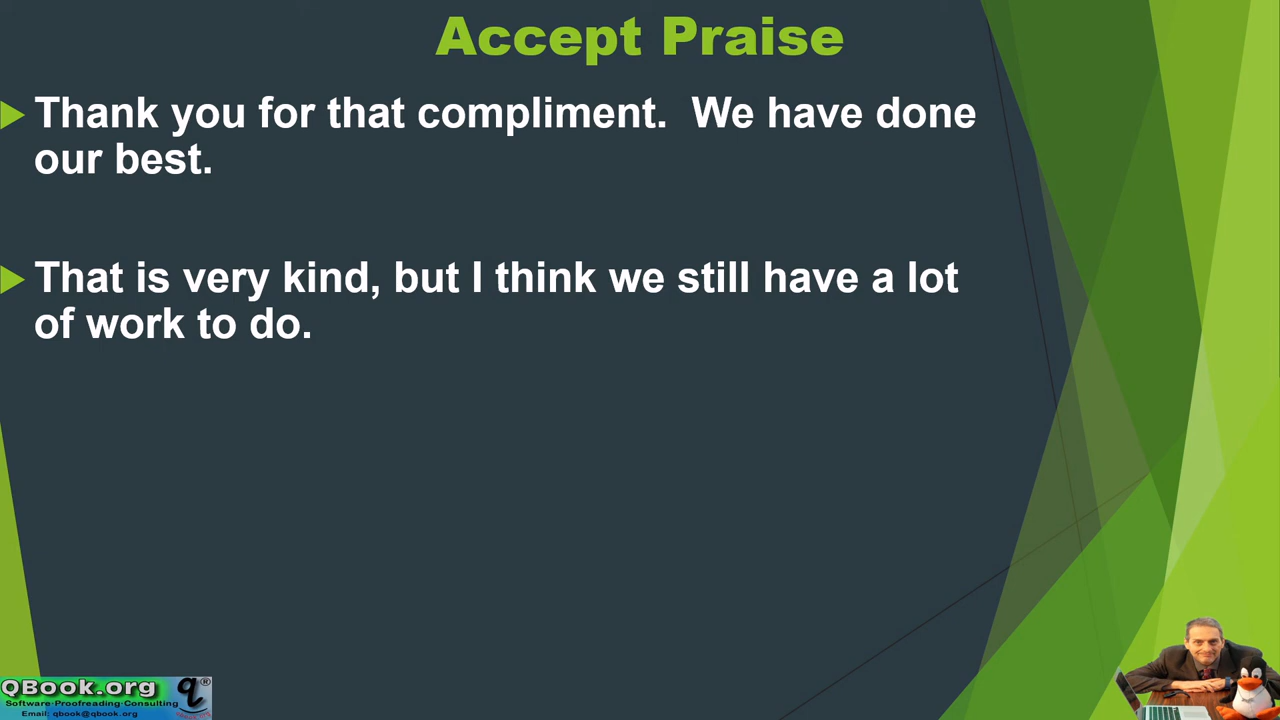 Accept Praise
Thank you for that compliment.  We have done
our best.
That is very kind, but I think we still have a lot
of work to do.
QBook.org
Software·Proofreading·Consulting
Email: qbook@qbook.org
q®